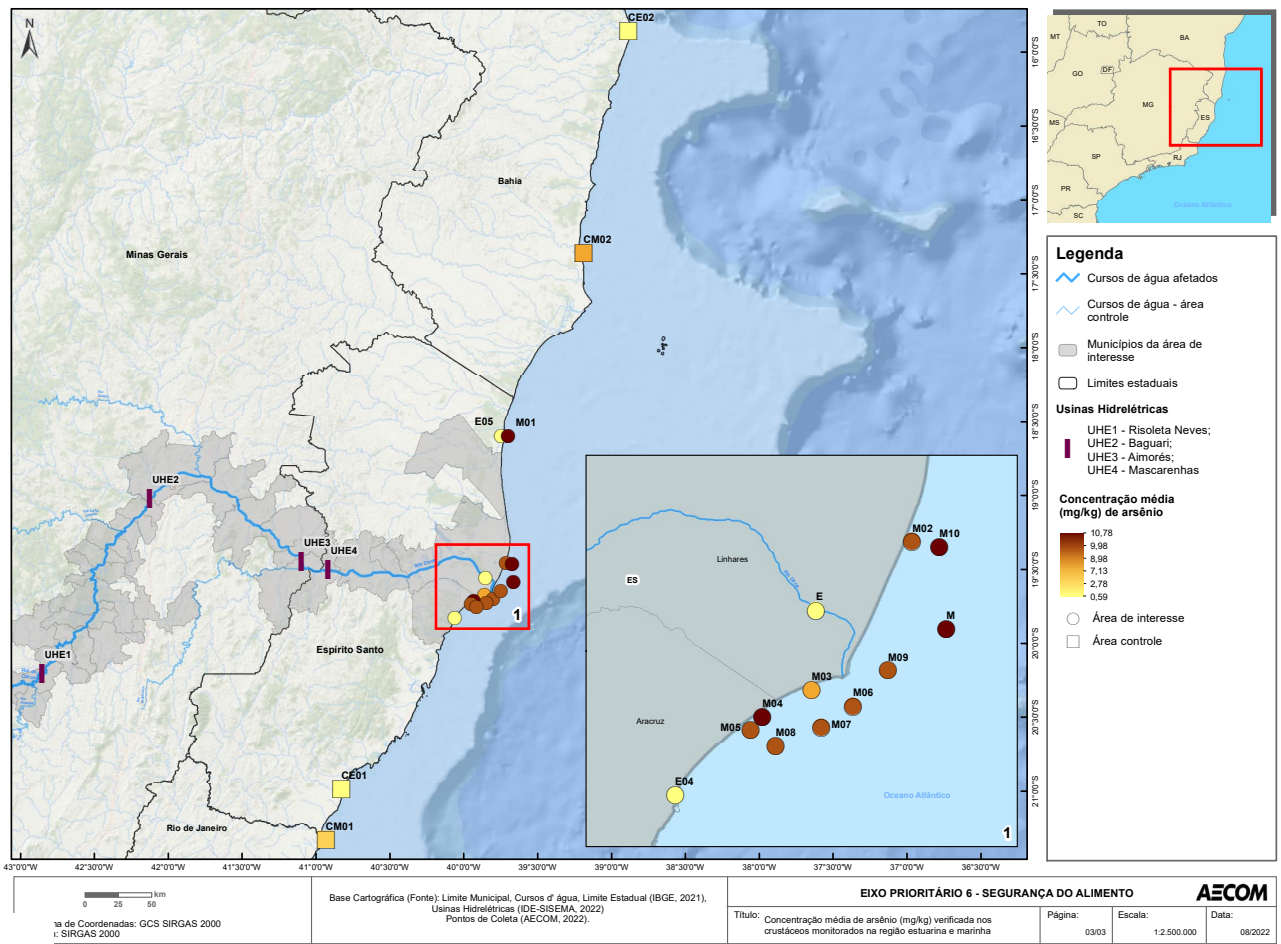 N
CE02
Bahia
CM02
Minas Gerais
E05
M01
UHE2
UHE3
UHE4
Rio Doce
1
UHE1
Espírito Santo
CE01
Rio de Janeiro
CM01
M02
M10
Linhares
ES
Rio Doce
E
M
M09
M03
M06
M04
M05
M07
M08
Aracruz
E04
Oceano Atlântico
1
43°0'0"W
42°30'0"W
42°0'0"W
41°30'0"W
41°0'0"W
40°30'0"W
40°0'0"W
39°30'0"W
39°0'0"W
38°30'0"W
38°0'0"W
37°30'0"W
37°0'0"W
36°30'0"W
16°0'0"S
16°30'0"S
17°0'0"S
17°30'0"S
18°0'0"S
18°30'0"S
19°0'0"S
19°30'0"S
20°0'0"S
20°30'0"S
21°0'0"S
TO
MT
BA
GO
DF
MG
MS
ES
SP
RJ
PR
SC
Oceano Atlântico
Legenda
Cursos de água afetados
Cursos de água - área
controle
Municípios da área de
interesse
Limites estaduais
Usinas Hidrelétricas
UHE1 - Risoleta Neves;
UHE2 - Baguari;
UHE3 - Aimorés;
UHE4 - Mascarenhas
Concentração média
(mg/kg) de arsênio
10,78
9,98
7,13
2,78
0,59
Área de interesse
Área controle
km
0 25 50
na de Coordenadas: GCS SIRGAS 2000
: SIRGAS 2000
Base Cartográfica (Fonte): Limite Municipal, Cursos d' água, Limite Estadual (IBGE, 2021),
Usinas Hidrelétricas (IDE-SISEMA, 2022)
Pontos de Coleta (AECOM, 2022).
EIXO PRIORITÁRIO 6 - SEGURANÇA DO ALIMENTO
AECOM
Título:
Concentração média de arsênio (mg/kg) verificada nos
crustáceos monitorados na região estuarina e marinha
Página:
03/03
Escala:
1:2.500.000
Data:
08/2022